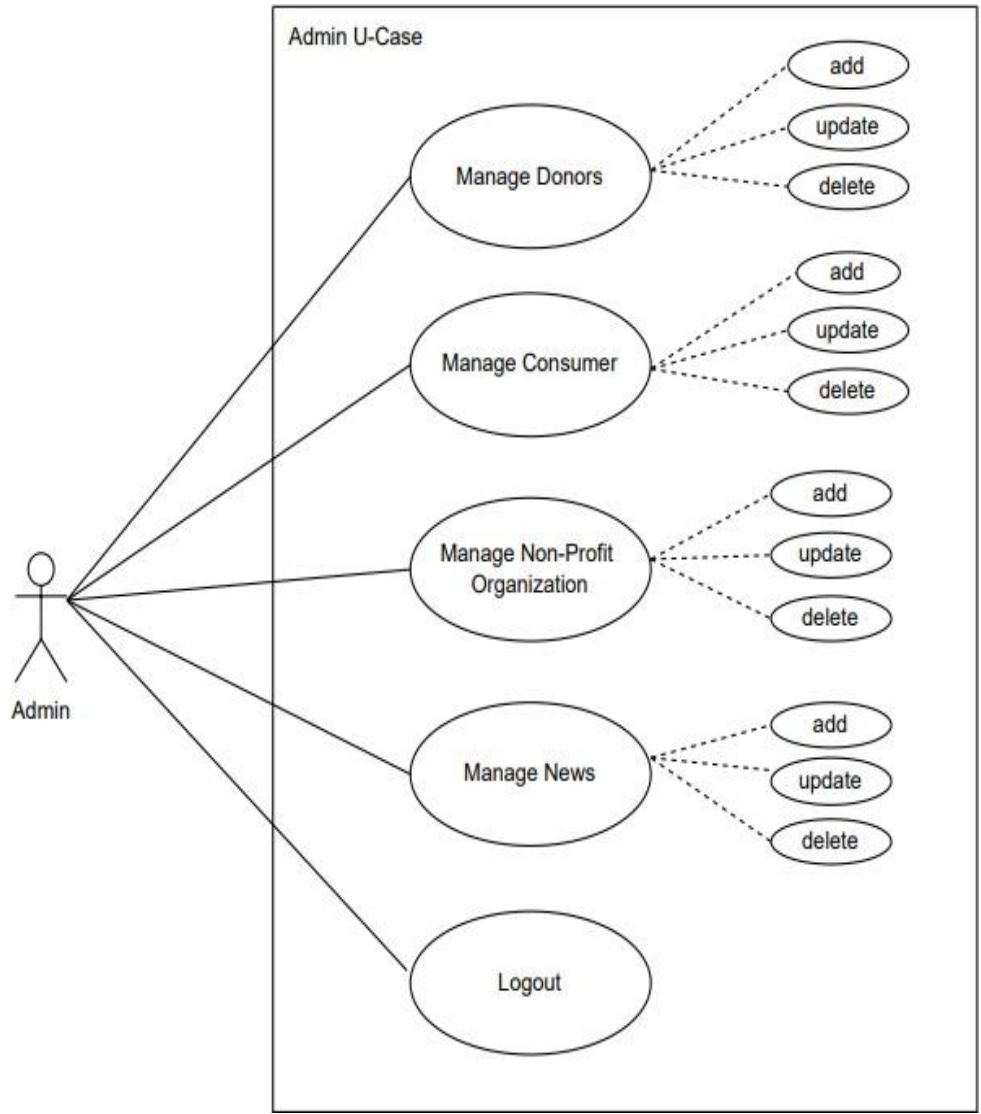 Admin U-Case
add
update
delete
Manage Donors
add
update
delete
Manage Consumer
add
update
delete
Manage Non-Profit
Organization
Admin
add
update
delete
Manage News
Logout